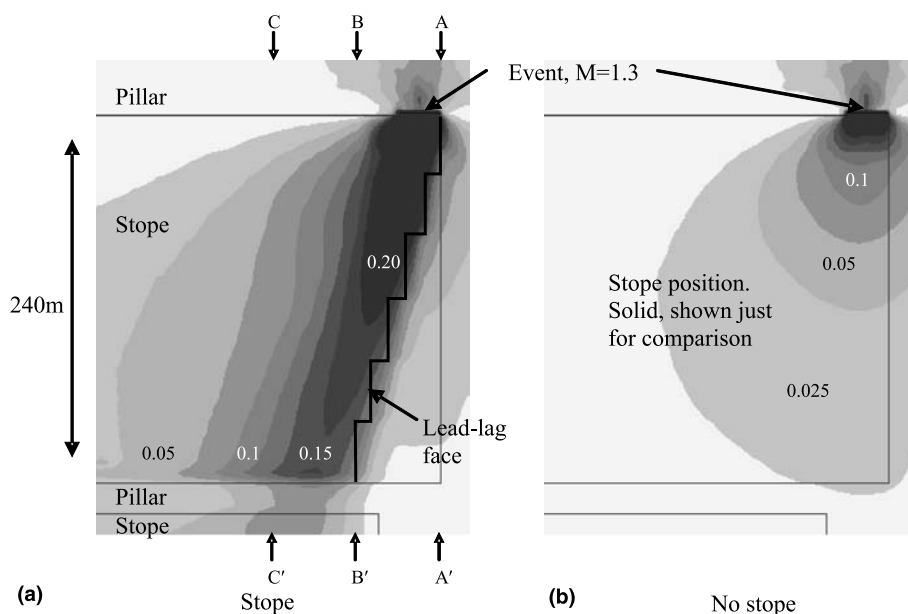 C B A
Event, M=1.3
Pillar
Stope
240m
0.20
0.05
0.1
0.15
Lead-lag
face
Pillar
Stope
C′ B′ A′
(a)
Stope
0.1
0.05
Stope position.
Solid, shown just
for comparison
0.025
(b)
No stope